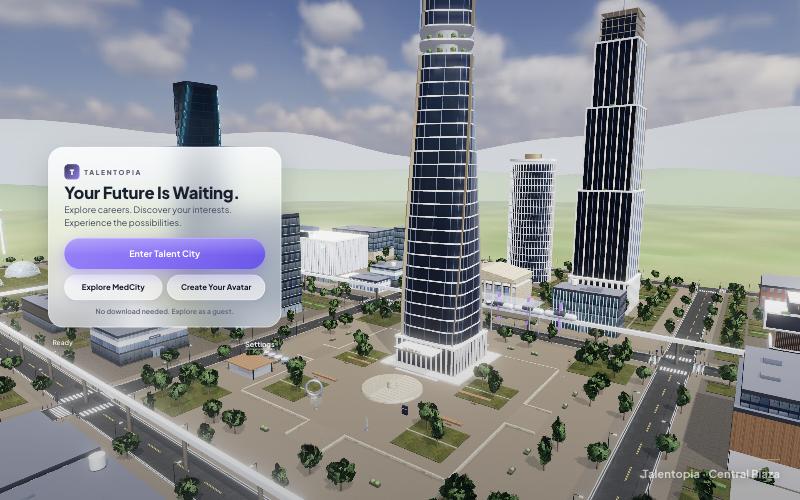 T TALENTOPIA
Your Future Is Waiting.
Explore careers. Discover your interests.
Experience the possibilities.
Enter Talent City
Explore MedCity
Create Your Avatar
No download needed. Explore as a guest.
Ready
Settings
Talentopia · Central Plaza